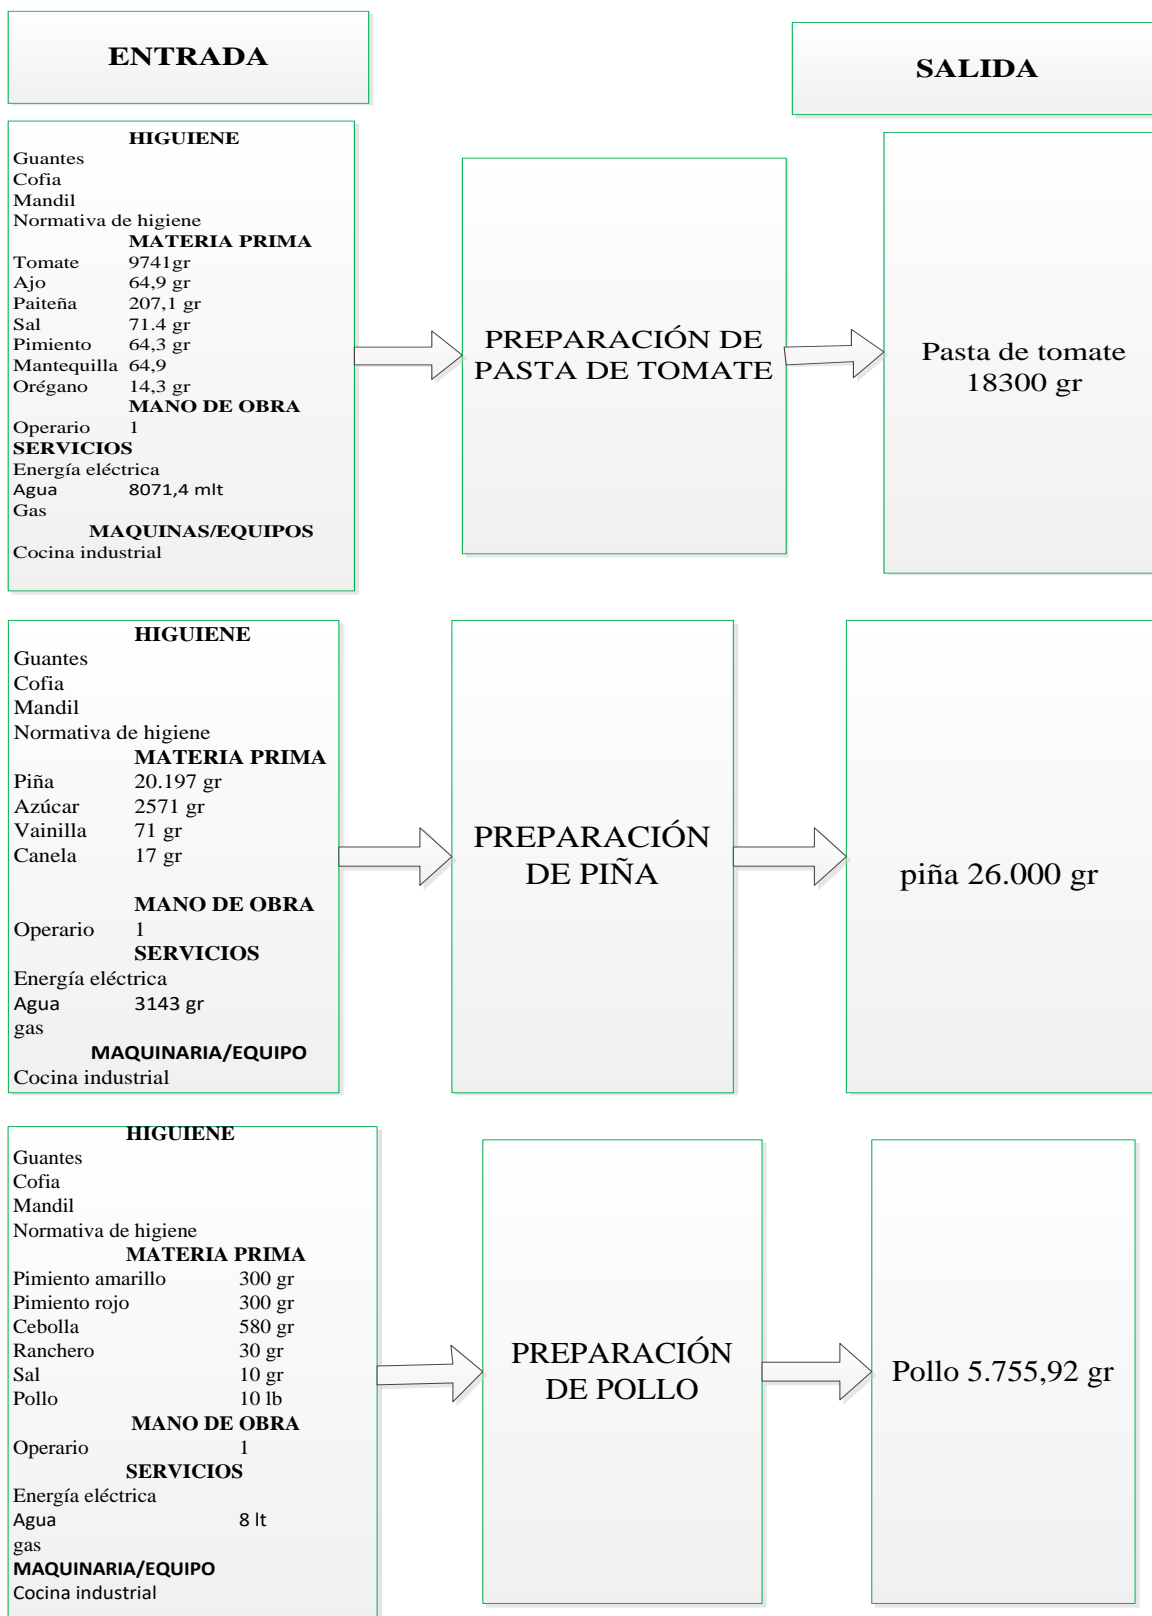 ENTRADA
SALIDA
HIGUIENE
Guantes
Cofia
Mandil
Normativa de higiene
MATERIA PRIMA
Tomate 9741gr
Ajo 64,9 gr
Paiteña 207,1 gr
Sal 71.4 gr
Pimiento 64,3 gr
Mantequilla 64,9
Orégano 14,3 gr
MANO DE OBRA
Operario 1
SERVICIOS
Energía eléctrica
Agua 8071,4 mlt
Gas
MAQUINAS/EQUIPOS
Cocina industrial
PREPARACIÓN DE
PASTA DE TOMATE
Pasta de tomate
18300 gr
HIGUIENE
Guantes
Cofia
Mandil
Normativa de higiene
MATERIA PRIMA
Piña 20.197 gr
Azúcar 2571 gr
Vainilla 71 gr
Canela 17 gr
MANO DE OBRA
Operario 1
SERVICIOS
Energía eléctrica
Agua 3143 gr
gas
MAQUINARIA/EQUIPO
Cocina industrial
PREPARACIÓN
DE PIÑA
piña 26.000 gr
HIGUIENE
Guantes
Cofia
Mandil
Normativa de higiene
MATERIA PRIMA
Pimiento amarillo 300 gr
Pimiento rojo 300 gr
Cebolla 580 gr
Ranchero 30 gr
Sal 10 gr
Pollo 10 lb
MANO DE OBRA
Operario 1
SERVICIOS
Energía eléctrica
Agua 8 lt
gas
MAQUINARIA/EQUIPO
Cocina industrial
PREPARACIÓN
DE POLLO
Pollo 5.755,92 gr